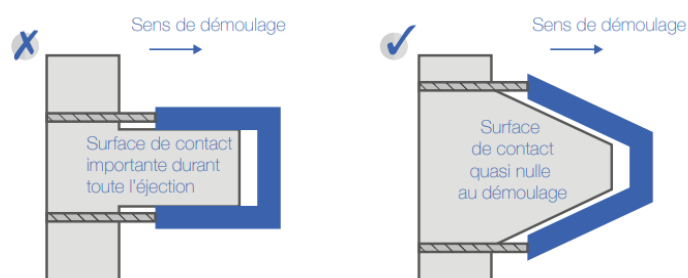 Sens de démoulage
Surface de contact
importante durant
toute l'éjection
Sens de démoulage
Surface
de contact
quasi nulle
au démoulage